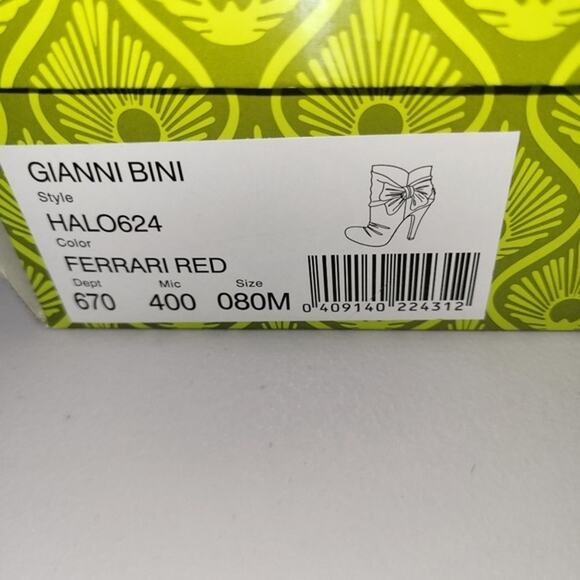 GIANNI BINI
Style
HALO624
Color
FERRARI RED
Dept Mic Size
670 400 080M
0 409140 224312